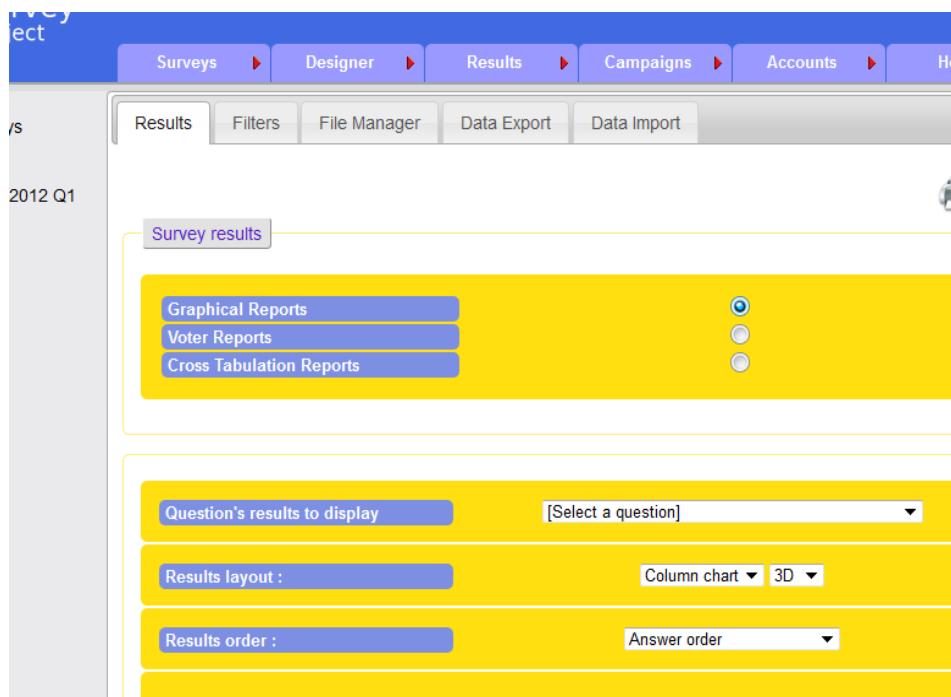 ject
Surveys Designer Results Campaigns Accounts
ys
Results Filters File Manager Data Export Data Import
2012 Q1
Survey results
Graphical Reports
Voter Reports
Cross Tabulation Reports
Question's results to display [Select a question]
Results layout : Column chart 3D
Results order : Answer order